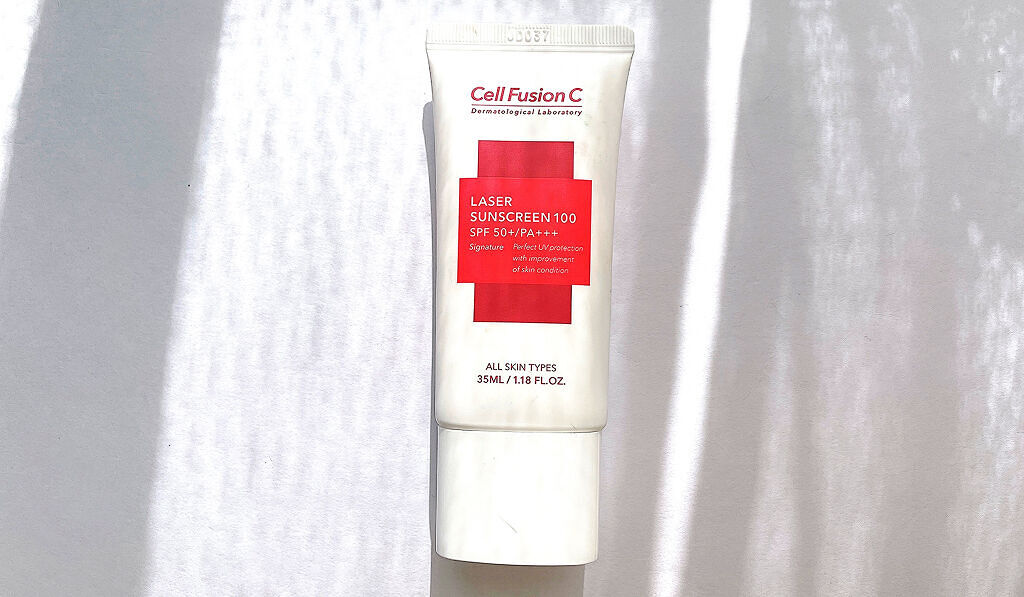 Cell Fusion C
Dermatological Laboratory
LASER
SUNSCREEN 100
SPF 50+/PA+++
Signature Perfect UV protection
with improvement
of skin condition
ALL SKIN TYPES
35ML / 1.18 FL.OZ.